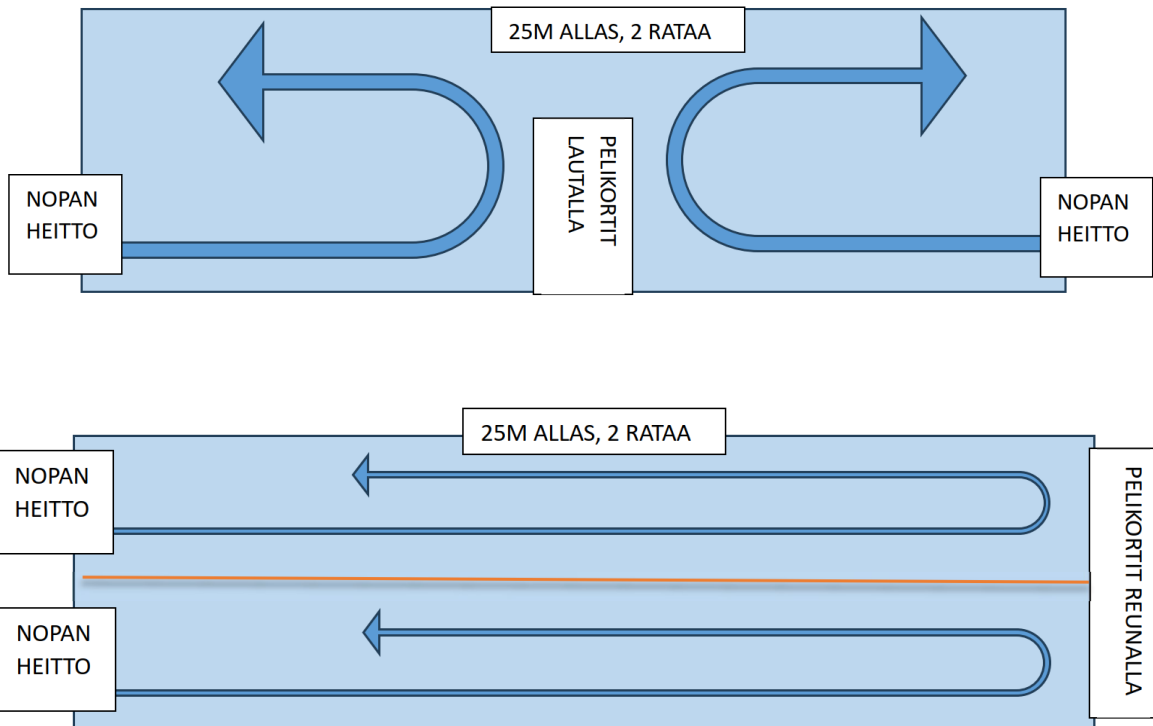 25M ALLAS, 2 RATAA
NOPAN
HEITTO
PELIKORTIT
LAUTALLA
NOPAN
HEITTO
25M ALLAS, 2 RATAA
NOPAN
HEITTO
PELIKORTIT REUNALLA
NOPAN
HEITTO